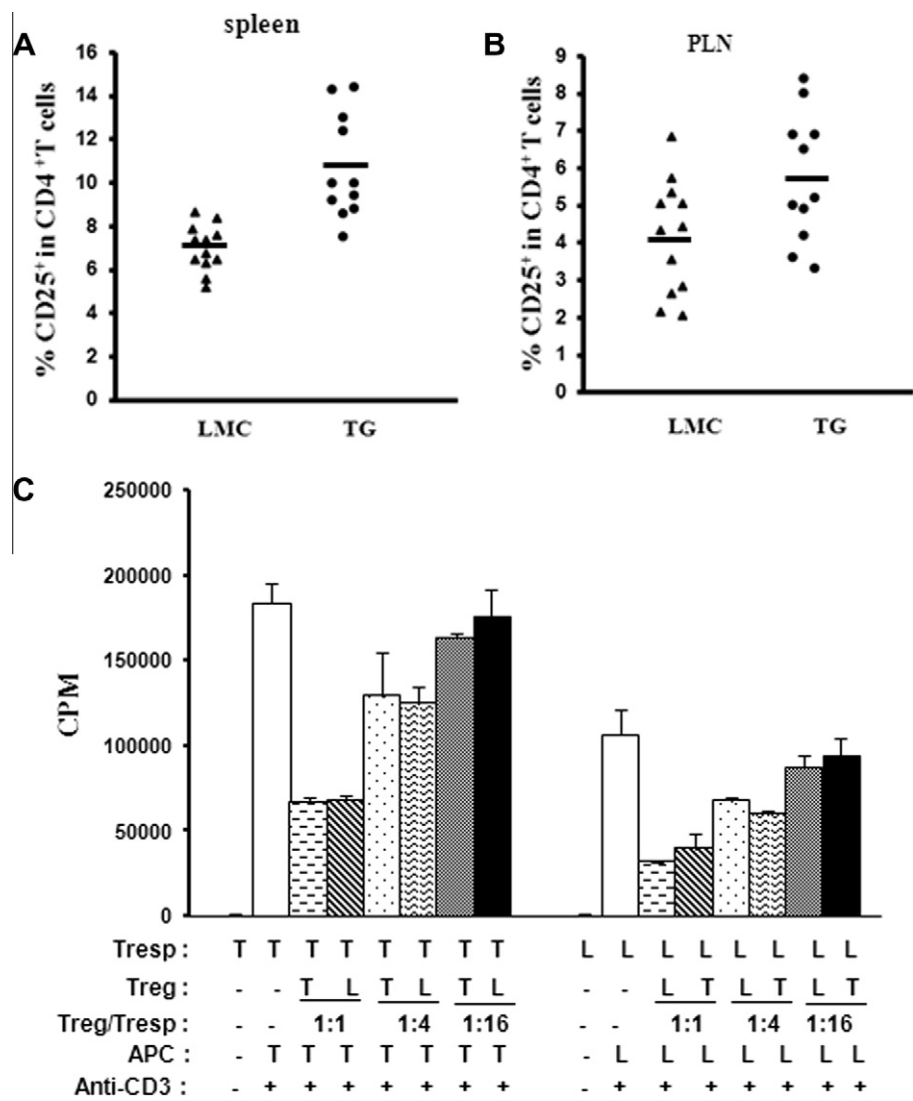 A
spleen
% CD25+ in CD4+T cells
16
14
12
10
8
6
4
2
0
LMC TG
B
PLN
% CD25+ in CD4+ T cells
9
8
7
6
5
4
3
2
1
0
LMC TG
C
CPM
250000
200000
150000
100000
50000
0
Tresp : T T T T T T T T L L L L L L L L
Treg: - - T L T L T L - - L T L T L T
Treg/Tresp : - - 1:1 1:4 1:16 - - 1:1 1:4 1:16
APC : - T T T T T T T - L L L L L L L
Anti-CD3 : - + + + + + + + - + + + + + + +